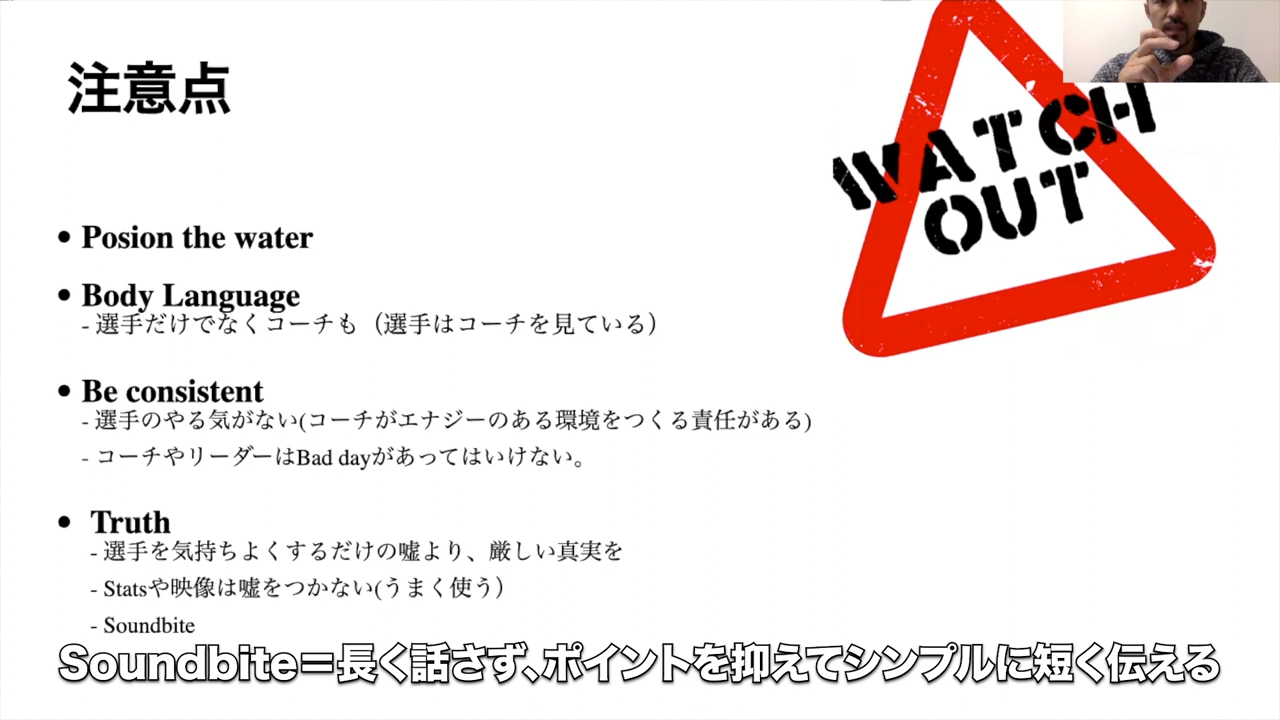 注意点
WATCH
OUT
• Posion the water
• Body Language
- 選手だけでなくコーチも（選手はコーチを見ている）
• Be consistent
- 選手のやる気がない(コーチがエナジーのある環境をつくる責任がある)
- コーチやリーダーはBad dayがあってはいけない。
• Truth
- 選手を気持ちよくするだけの嘘より、厳しい真実を
- Statsや映像は嘘をつかない(うまく使う）
- Soundbite
Soundbite＝長く話さず、ポイントを抑えてシンプルに短く伝える